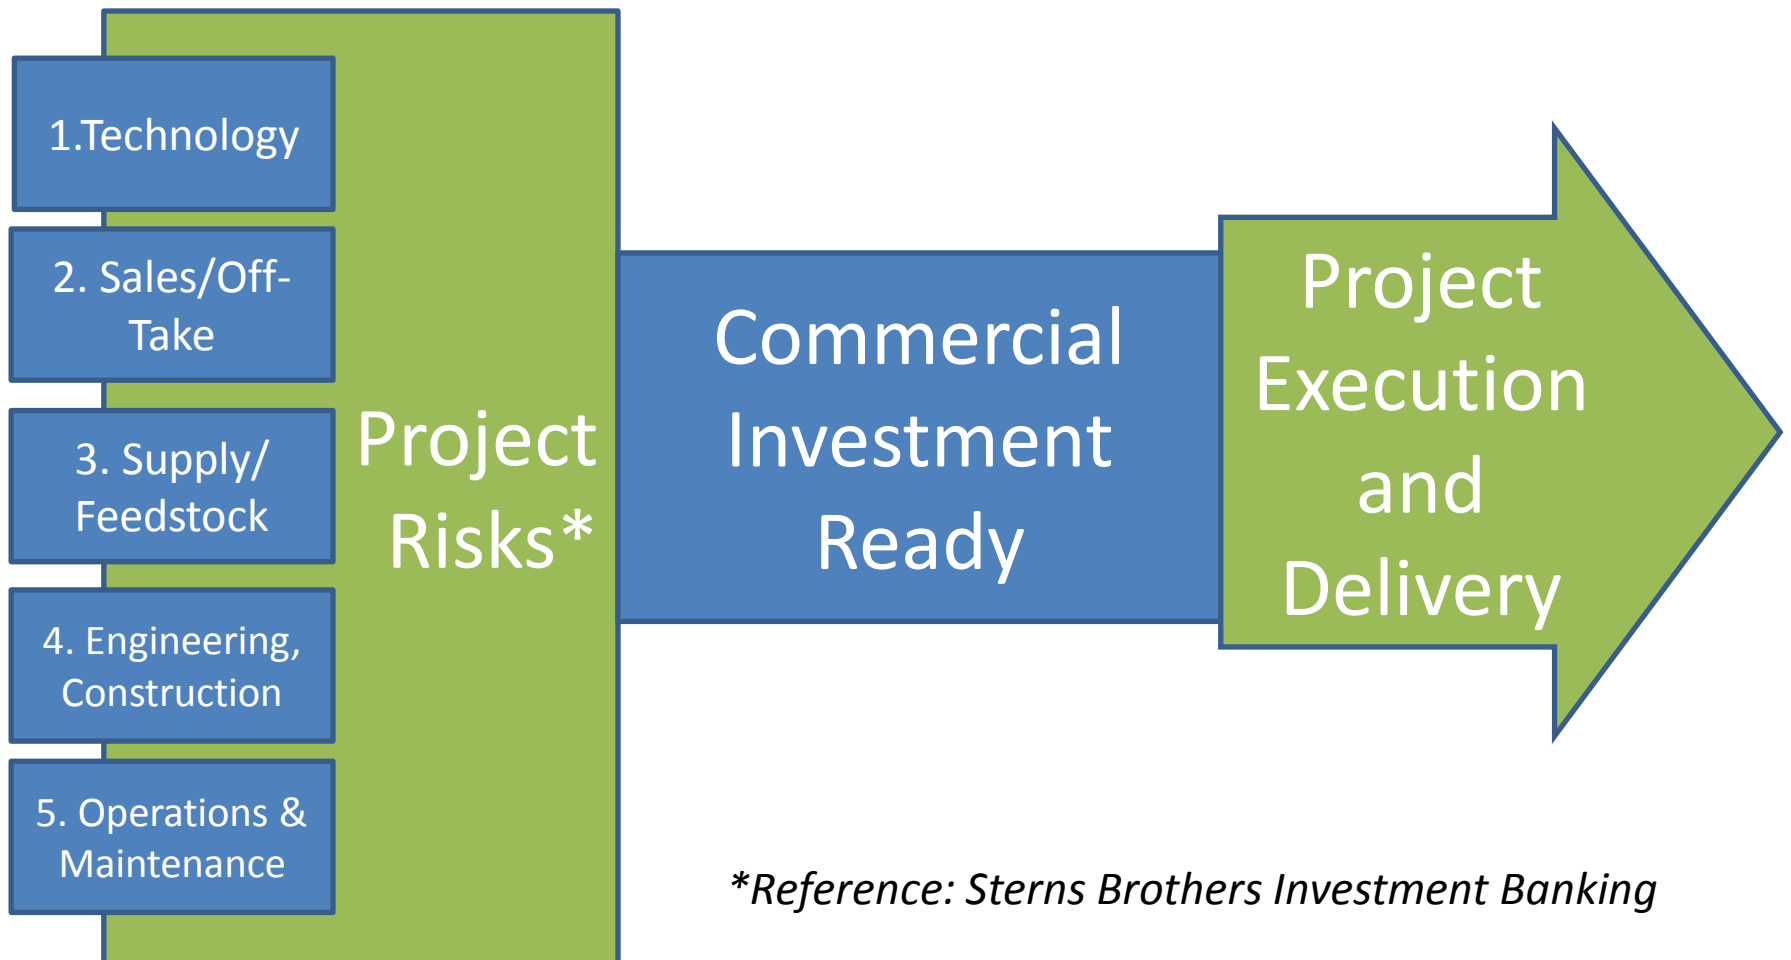 1.Technology
2. Sales/Off-
Take
3. Supply/
Feedstock
4. Engineering,
Construction
5. Operations &
Maintenance
Project
Risks*
Commercial
Investment
Ready
Project
Execution
and
Delivery
*Reference: Sterns Brothers Investment Banking